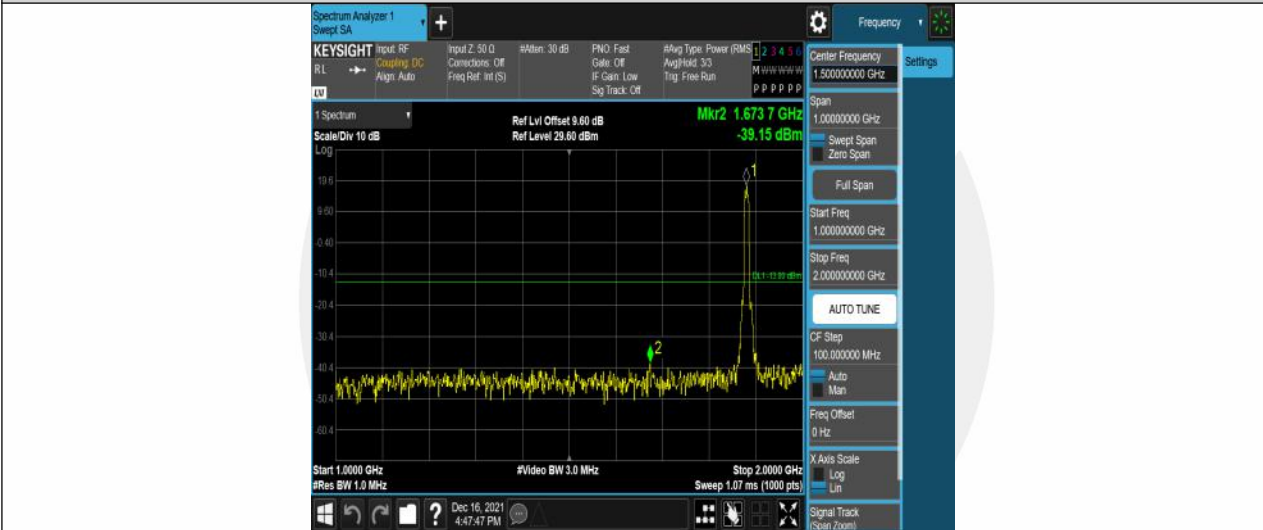 Spectrum Analyzer 1
Swept SA
+
Frequency
KEYSIGHT
RL
LV
Input: RF
Coupling: DC
Align: Auto
Input Z: 50 Ω
Corrections: Off
Freq Ref: Int (S)
#Atten: 30 dB
PNO: Fast
Gate: Off
IF Gain: Low
Sig Track: Off
#Avg Type: Power (RMS
Avg|Hold: 3/3
Trig: Free Run
1 2 3 4 5 6
M W W W W W
P P P P P P
Settings
1 Spectrum
Scale/Div 10 dB
Log
Ref Lvl Offset 9.60 dB
Ref Level 29.60 dBm
Mkr2 1.673 7 GHz
-39.15 dBm
1
19.6
9.60
-0.40
-10.4
DL1 -13.00 dBm
-20.4
-30.4
2
-40.4
-50.4
-60.4
Start 1.0000 GHz
#Res BW 1.0 MHz
#Video BW 3.0 MHz
Stop 2.0000 GHz
Sweep 1.07 ms (1000 pts)
Center Frequency
1.500000000 GHz
Span
1.00000000 GHz
Swept Span
Zero Span
Full Span
Start Freq
1.000000000 GHz
Stop Freq
2.000000000 GHz
AUTO TUNE
CF Step
100.000000 MHz
Auto
Man
Freq Offset
0 Hz
X Axis Scale
Log
Lin
Signal Track
(Span Zoom)
?
Dec 16, 2021
4:47:47 PM